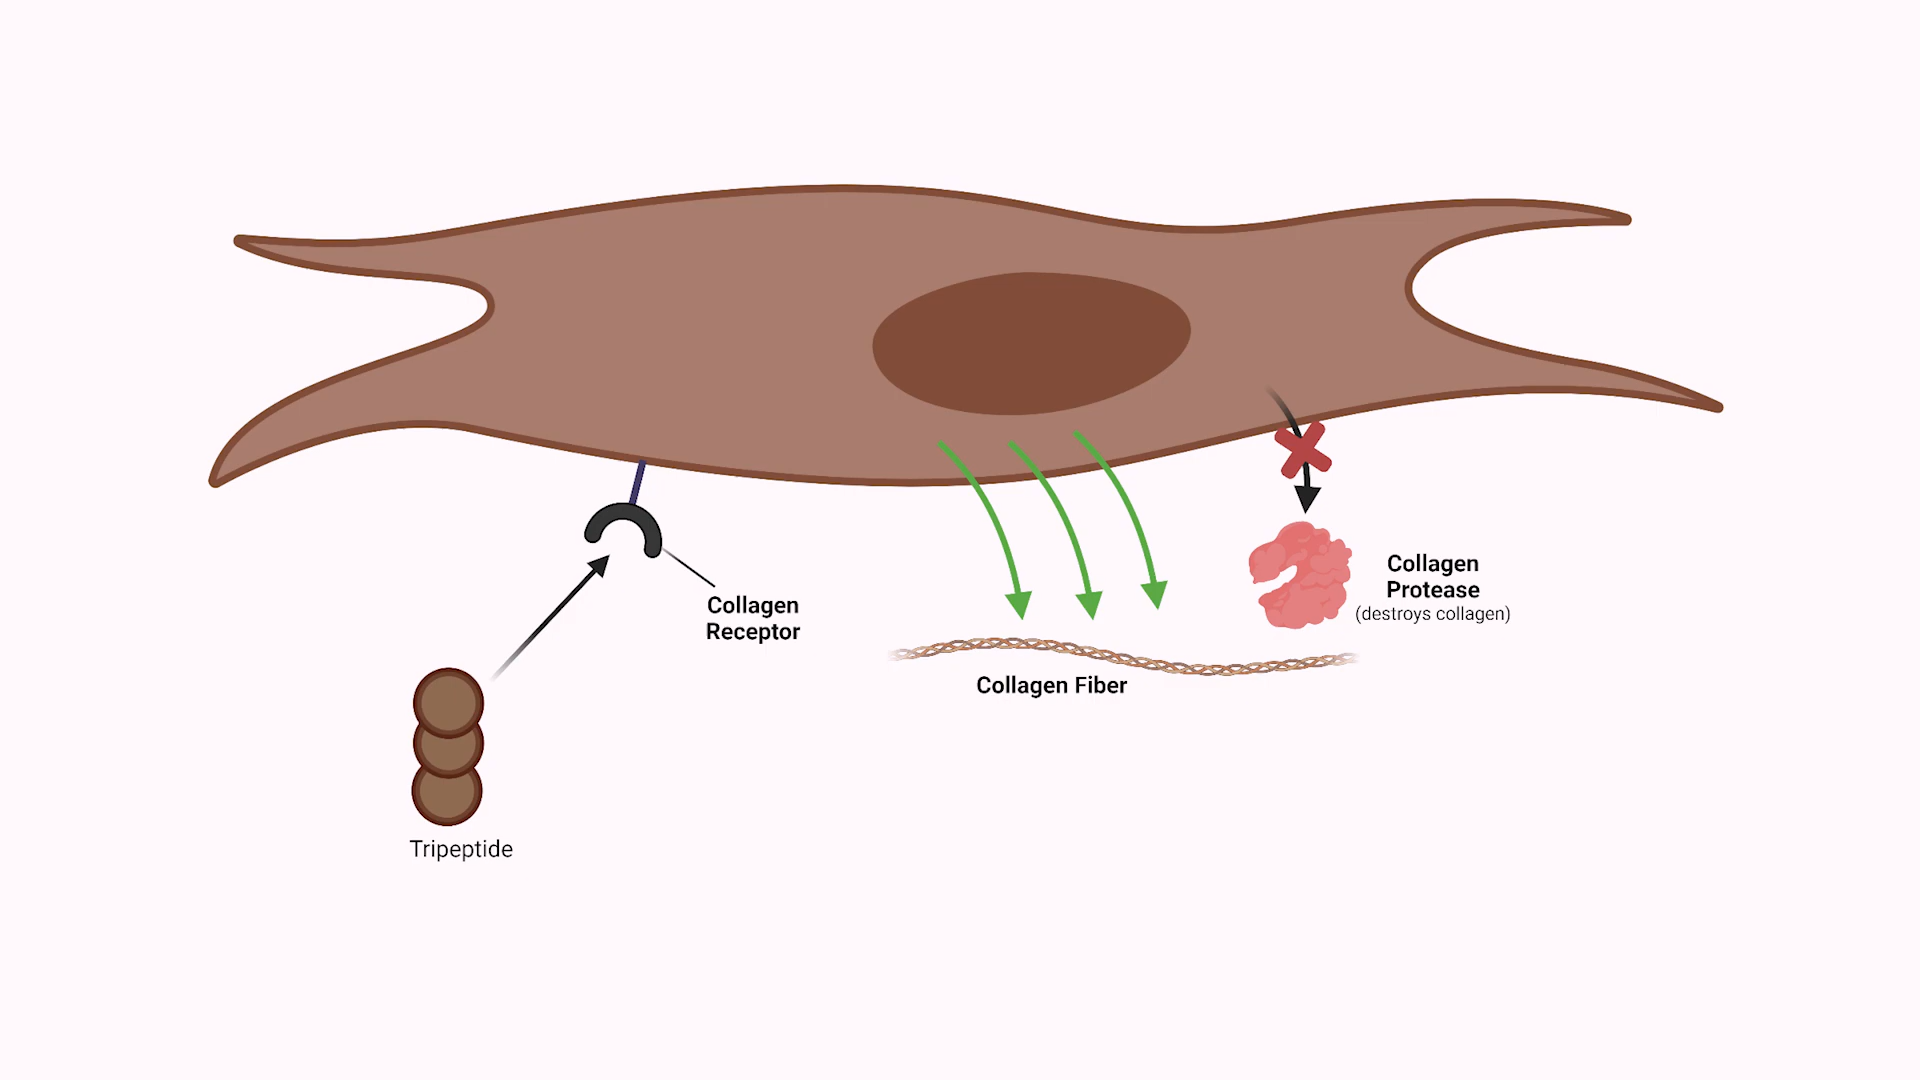 Collagen
Receptor
Tripeptide
Collagen Fiber
Collagen
Protease
(destroys collagen)